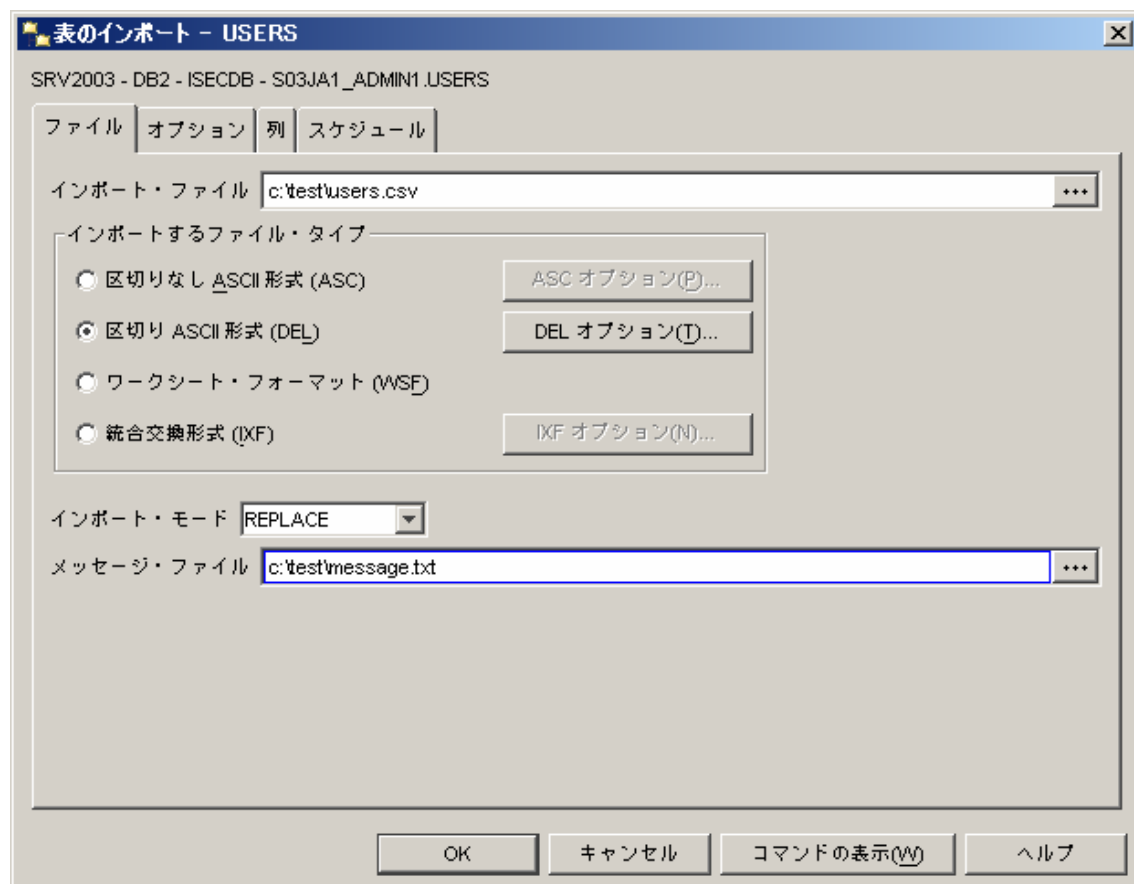 表のインポート - USERS
SRV2003 - DB2 - ISECDB - S03JA1_ADMIN1.USERS
ファイル オプション 列 スケジュール
インポート・ファイル c:\test\users.csv ...
インポートするファイル・タイプ
区切りなし ASCII 形式 (ASC) ASC オプション(P)...
区切り ASCII 形式 (DEL) DEL オプション(T)...
ワークシート・フォーマット (WSF)
統合交換形式 (IXF) IXF オプション(N)...
インポート・モード REPLACE
メッセージ・ファイル c:\test\message.txt ...
OK キャンセル コマンドの表示(W) ヘルプ